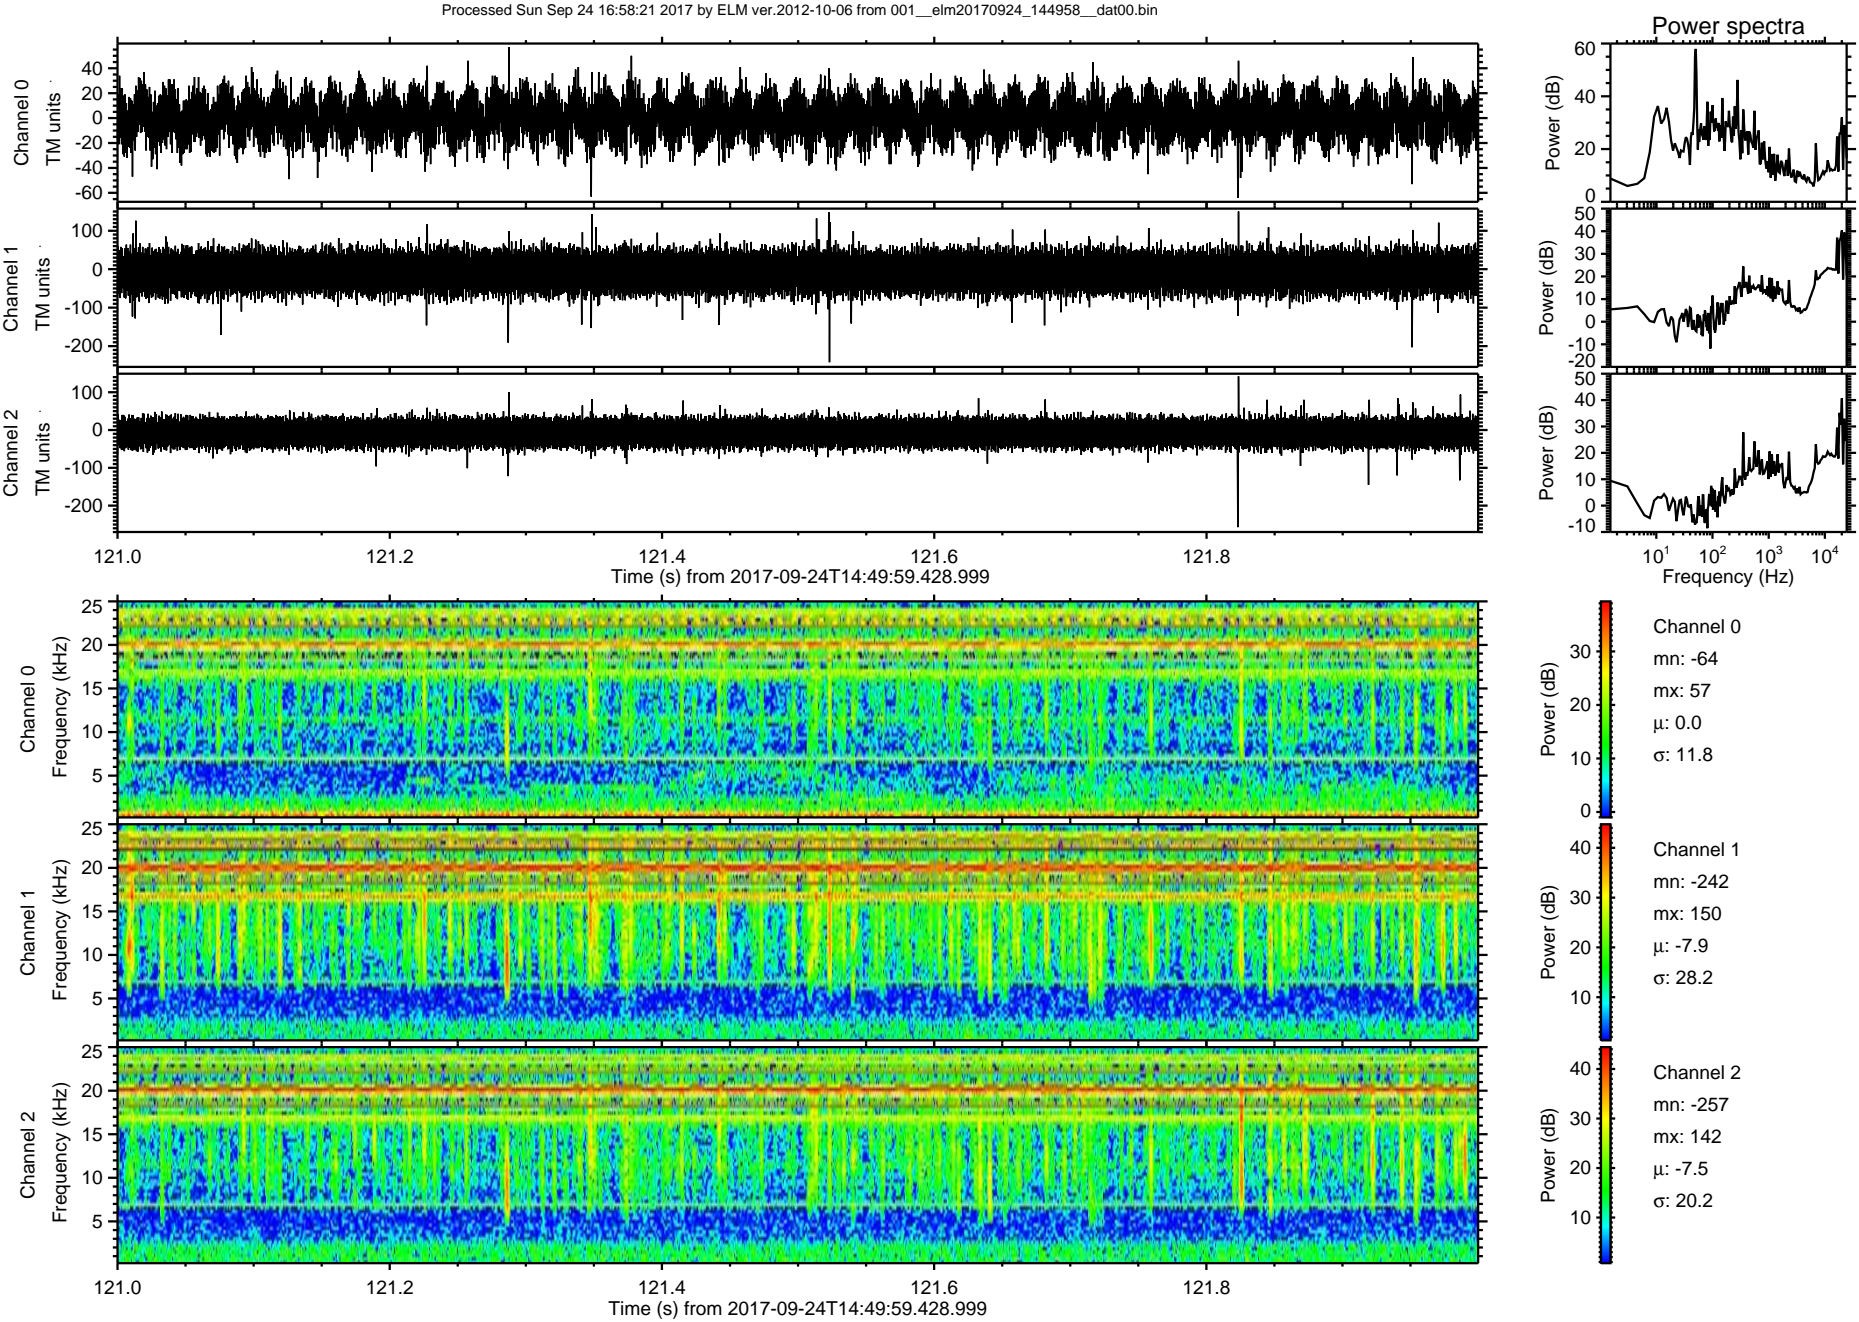 Processed Sun Sep 24 16:58:21 2017 by ELM ver.2012-10-06 from 001__elm20170924_144958__dat00.bin
Power spectra
Channel 0
TM units
40
20
0
-20
-40
-60
Power (dB)
60
40
20
0
Channel 1
TM units
100
0
-100
-200
Power (dB)
50
40
30
20
10
0
-10
-20
Channel 2
TM units
100
0
-100
-200
Power (dB)
50
40
30
20
10
0
-10
121.0 121.2 121.4 121.6 121.8
Time (s) from 2017-09-24T14:49:59.428.999
10¹ 10² 10³ 10⁴
Frequency (Hz)
Channel 0
Frequency (kHz)
25
20
15
10
5
Power (dB)
30
20
10
0
Channel 0
mn: -64
mx: 57
μ: 0.0
σ: 11.8
Channel 1
Frequency (kHz)
25
20
15
10
5
Power (dB)
40
30
20
10
Channel 1
mn: -242
mx: 150
μ: -7.9
σ: 28.2
Channel 2
Frequency (kHz)
25
20
15
10
5
Power (dB)
40
30
20
10
Channel 2
mn: -257
mx: 142
μ: -7.5
σ: 20.2
121.0 121.2 121.4 121.6 121.8
Time (s) from 2017-09-24T14:49:59.428.999